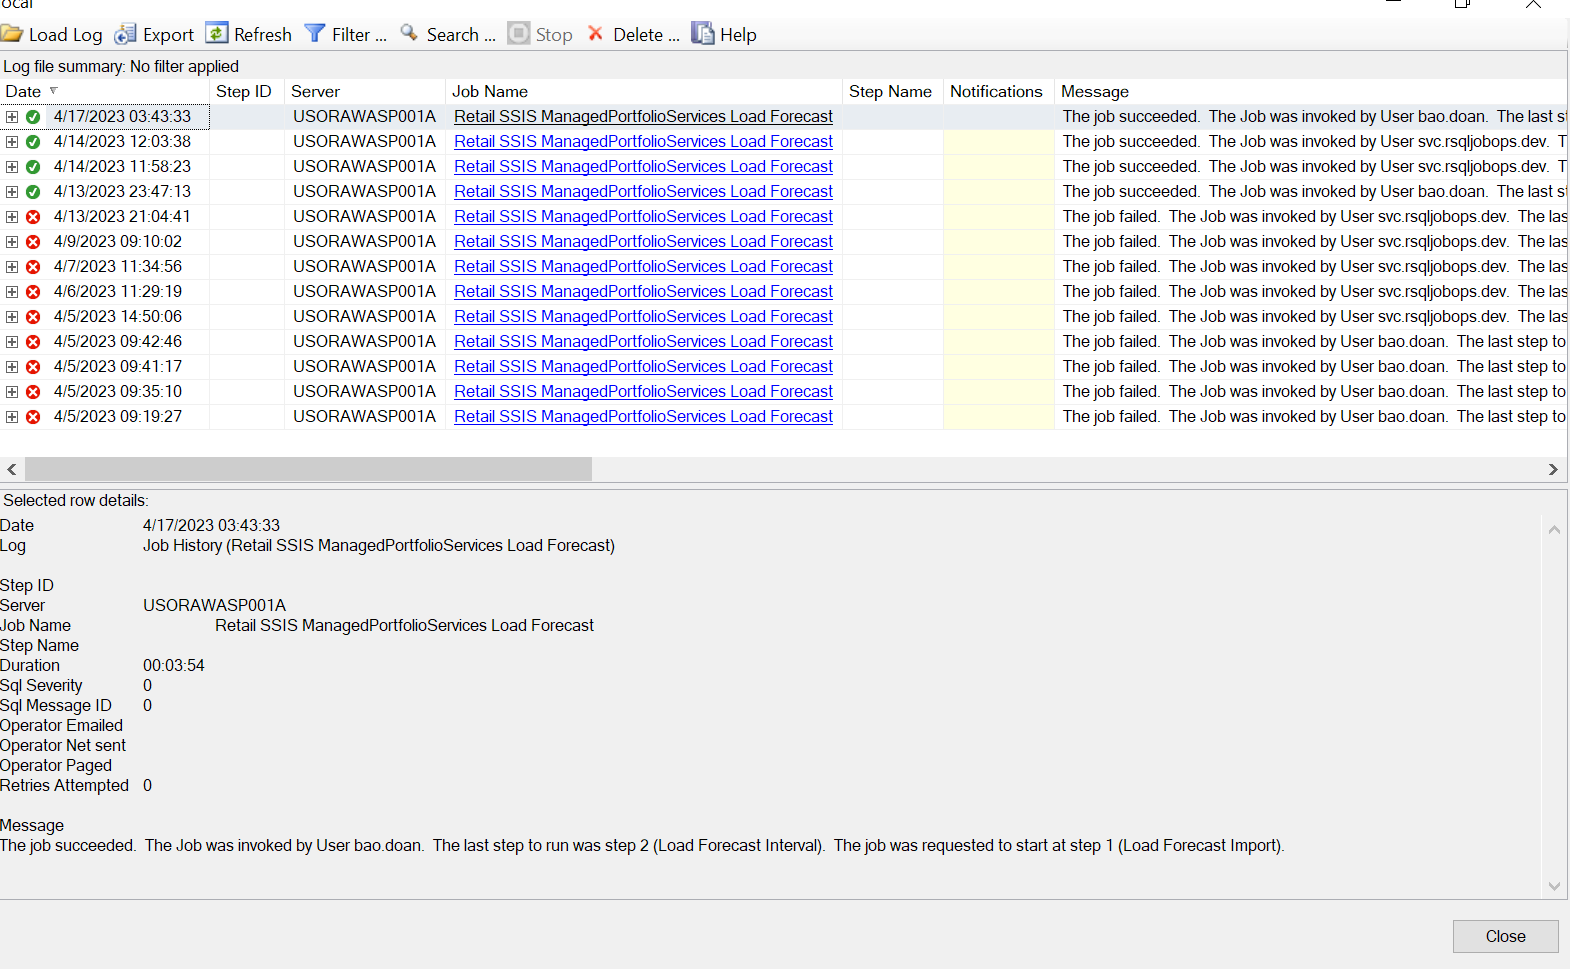 ocal
Load Log Export Refresh Filter ... Search ... Stop Delete ... Help
Log file summary: No filter applied
Date Step ID Server Job Name Step Name Notifications Message
4/17/2023 03:43:33 USORAWASP001A Retail SSIS ManagedPortfolioServices Load Forecast The job succeeded.  The Job was invoked by User bao.doan.  The last st
4/14/2023 12:03:38 USORAWASP001A Retail SSIS ManagedPortfolioServices Load Forecast The job succeeded.  The Job was invoked by User svc.rsqljobops.dev.  T
4/14/2023 11:58:23 USORAWASP001A Retail SSIS ManagedPortfolioServices Load Forecast The job succeeded.  The Job was invoked by User svc.rsqljobops.dev.  T
4/13/2023 23:47:13 USORAWASP001A Retail SSIS ManagedPortfolioServices Load Forecast The job succeeded.  The Job was invoked by User bao.doan.  The last st
4/13/2023 21:04:41 USORAWASP001A Retail SSIS ManagedPortfolioServices Load Forecast The job failed.  The Job was invoked by User svc.rsqljobops.dev.  The las
4/9/2023 09:10:02 USORAWASP001A Retail SSIS ManagedPortfolioServices Load Forecast The job failed.  The Job was invoked by User svc.rsqljobops.dev.  The las
4/7/2023 11:34:56 USORAWASP001A Retail SSIS ManagedPortfolioServices Load Forecast The job failed.  The Job was invoked by User svc.rsqljobops.dev.  The las
4/6/2023 11:29:19 USORAWASP001A Retail SSIS ManagedPortfolioServices Load Forecast The job failed.  The Job was invoked by User svc.rsqljobops.dev.  The las
4/5/2023 14:50:06 USORAWASP001A Retail SSIS ManagedPortfolioServices Load Forecast The job failed.  The Job was invoked by User svc.rsqljobops.dev.  The las
4/5/2023 09:42:46 USORAWASP001A Retail SSIS ManagedPortfolioServices Load Forecast The job failed.  The Job was invoked by User bao.doan.  The last step to
4/5/2023 09:41:17 USORAWASP001A Retail SSIS ManagedPortfolioServices Load Forecast The job failed.  The Job was invoked by User bao.doan.  The last step to
4/5/2023 09:35:10 USORAWASP001A Retail SSIS ManagedPortfolioServices Load Forecast The job failed.  The Job was invoked by User bao.doan.  The last step to
4/5/2023 09:19:27 USORAWASP001A Retail SSIS ManagedPortfolioServices Load Forecast The job failed.  The Job was invoked by User bao.doan.  The last step to
Selected row details:
Date 4/17/2023 03:43:33
Log Job History (Retail SSIS ManagedPortfolioServices Load Forecast)
Step ID
Server USORAWASP001A
Job Name Retail SSIS ManagedPortfolioServices Load Forecast
Step Name
Duration 00:03:54
Sql Severity 0
Sql Message ID 0
Operator Emailed
Operator Net sent
Operator Paged
Retries Attempted 0
Message
The job succeeded.  The Job was invoked by User bao.doan.  The last step to run was step 2 (Load Forecast Interval).  The job was requested to start at step 1 (Load Forecast Import).
Close